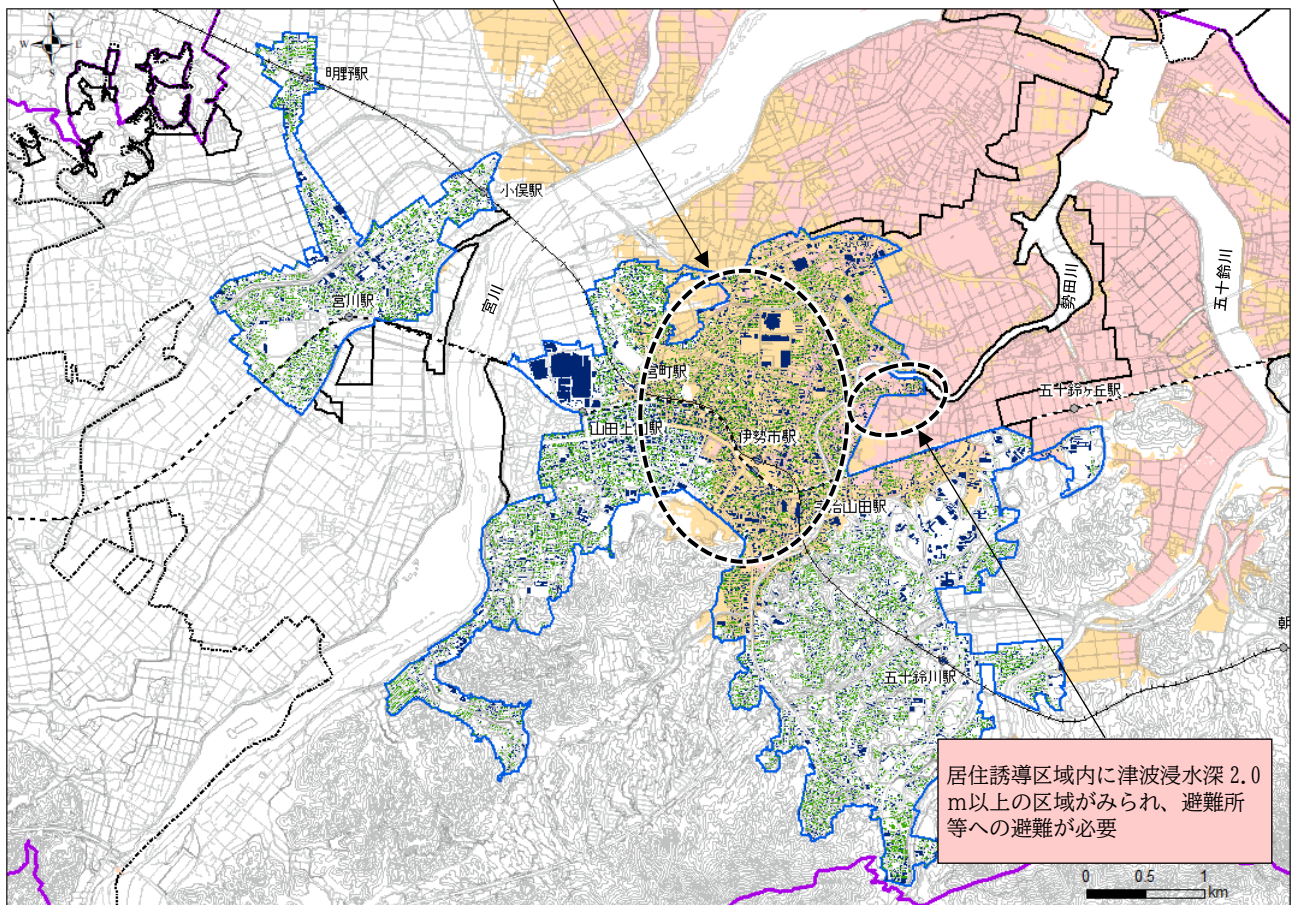 N
W
E
S
明野駅
小俣駅
宮川
勢田川
五十鈴川
宮川駅
宮町駅
五十鈴ヶ丘駅
山田上口駅
伊勢市駅
治山田駅
五十鈴川駅
朝
居住誘導区域内に津波浸水深 2.0
m以上の区域がみられ、避難所
等への避難が必要
0 0.5 1
km